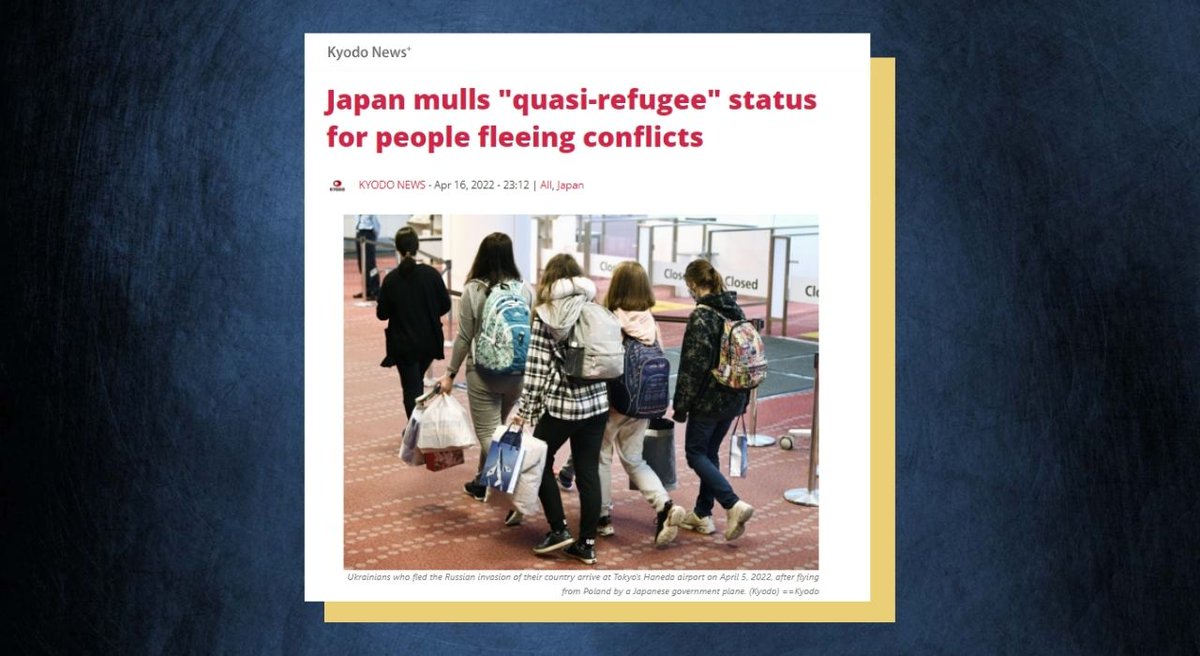 Kyodo News+
Japan mulls "quasi-refugee" status
for people fleeing conflicts
KYODO
KYODO NEWS - Apr 16, 2022 - 23:12 | All, Japan
Closed
Closed
Ukrainians who fled the Russian invasion of their country arrive at Tokyo's Haneda airport on April 5, 2022, after flying
from Poland by a Japanese government plane. (Kyodo) ==Kyodo